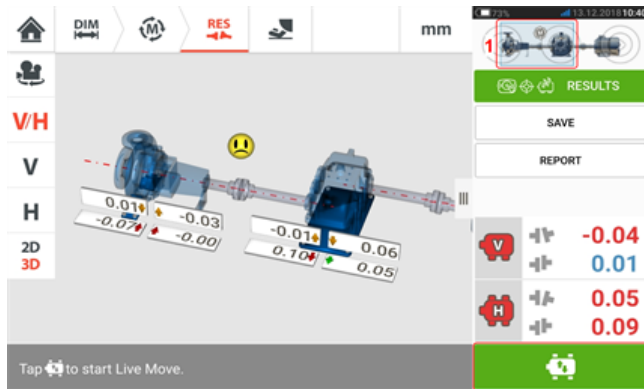 73% 13.12.2018 10:40
DIM
M
RES
mm
1
RESULTS
SAVE
REPORT
V/H
V
H
2D
3D
0.01
-0.03
-0.07
-0.00
-0.01
0.06
0.10
0.05
V
-0.04
0.01
H
0.05
0.09
Tap to start Live Move.